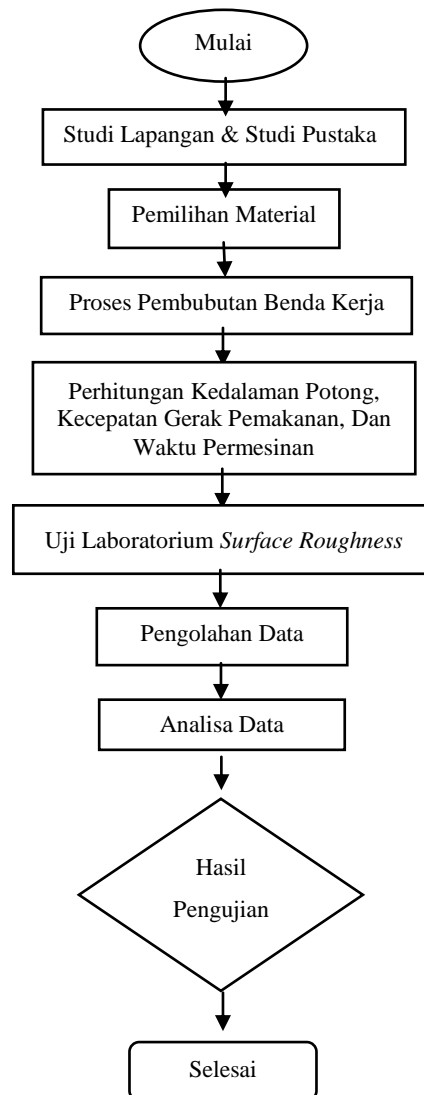 Mulai
Studi Lapangan & Studi Pustaka
Pemilihan Material
Proses Pembubutan Benda Kerja
Perhitungan Kedalaman Potong,
Kecepatan Gerak Pemakanan, Dan
Waktu Permesinan
Uji Laboratorium Surface Roughness
Pengolahan Data
Analisa Data
Hasil
Pengujian
Selesai